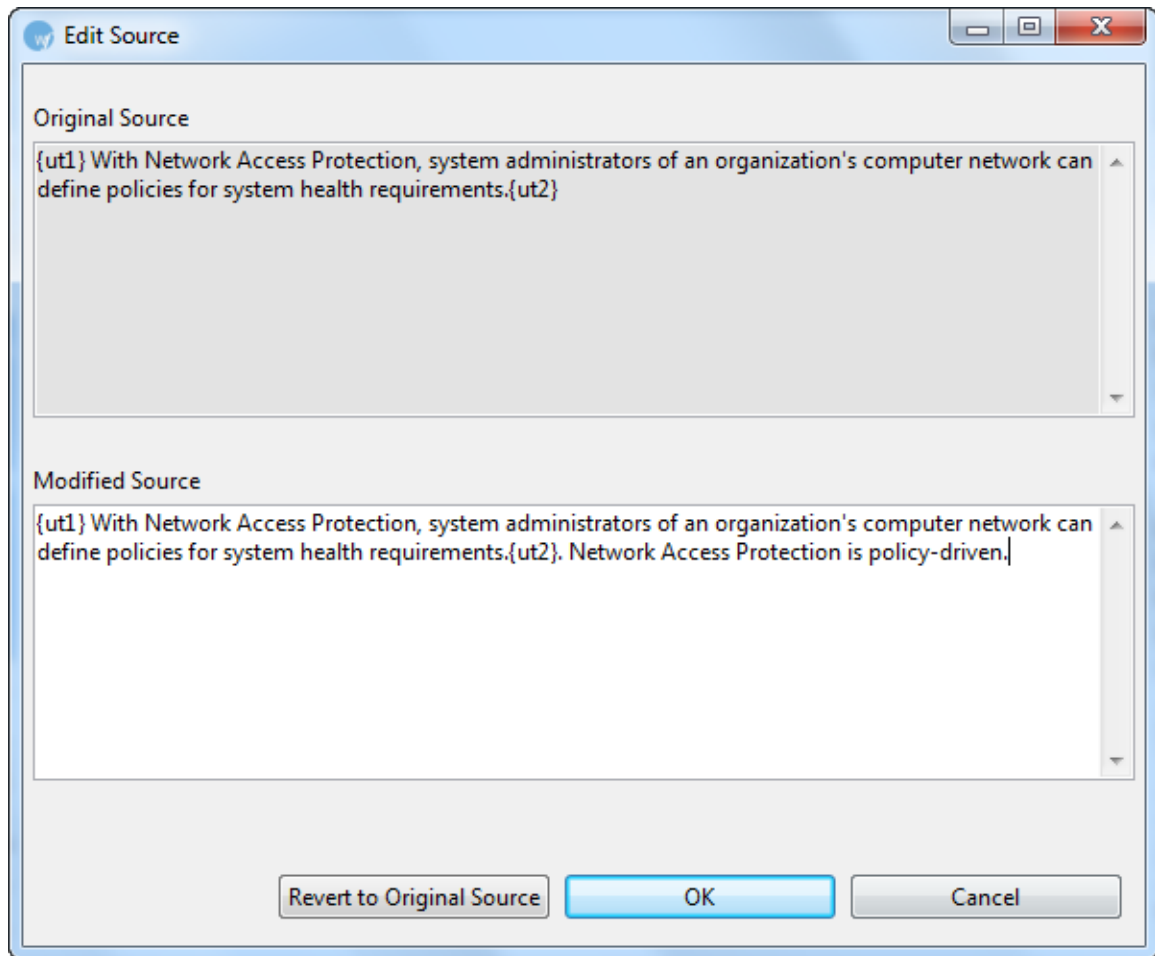 Edit Source
Original Source
{ut1} With Network Access Protection, system administrators of an organization's computer network can
define policies for system health requirements.{ut2}
Modified Source
{ut1} With Network Access Protection, system administrators of an organization's computer network can
define policies for system health requirements.{ut2}. Network Access Protection is policy-driven.
Revert to Original Source
OK
Cancel